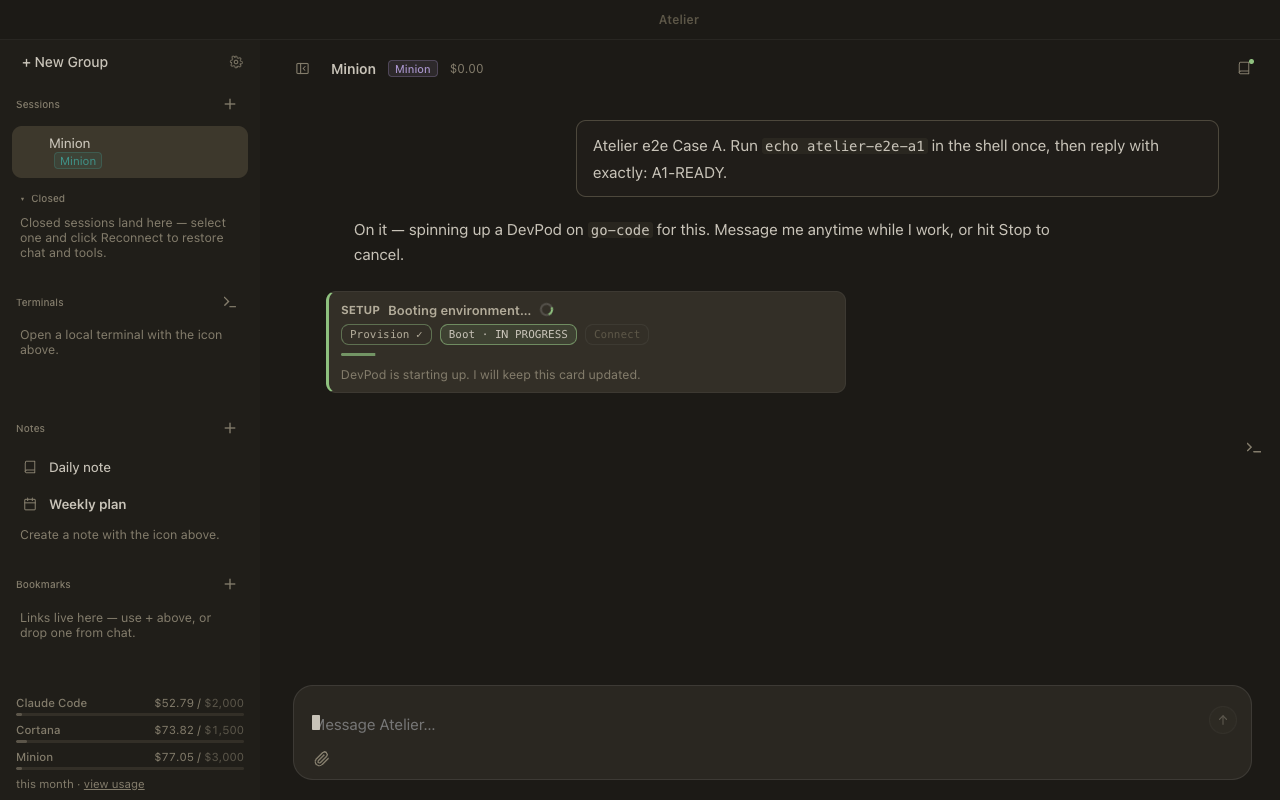 Atelier
+ New Group
Sessions
Minion
Minion
Closed
Closed sessions land here — select
one and click Reconnect to restore
chat and tools.
Terminals
Open a local terminal with the icon
above.
Notes
Daily note
Weekly plan
Create a note with the icon above.
Bookmarks
Links live here — use + above, or
drop one from chat.
Claude Code $52.79 / $2,000
Cortana $73.82 / $1,500
Minion $77.05 / $3,000
this month · view usage
Minion Minion $0.00
Atelier e2e Case A. Run echo atelier-e2e-a1 in the shell once, then reply with
exactly: A1-READY.
On it — spinning up a DevPod on go-code for this. Message me anytime while I work, or hit Stop to
cancel.
SETUP Booting environment...
Provision ✓ Boot · IN PROGRESS Connect
DevPod is starting up. I will keep this card updated.
Message Atelier...